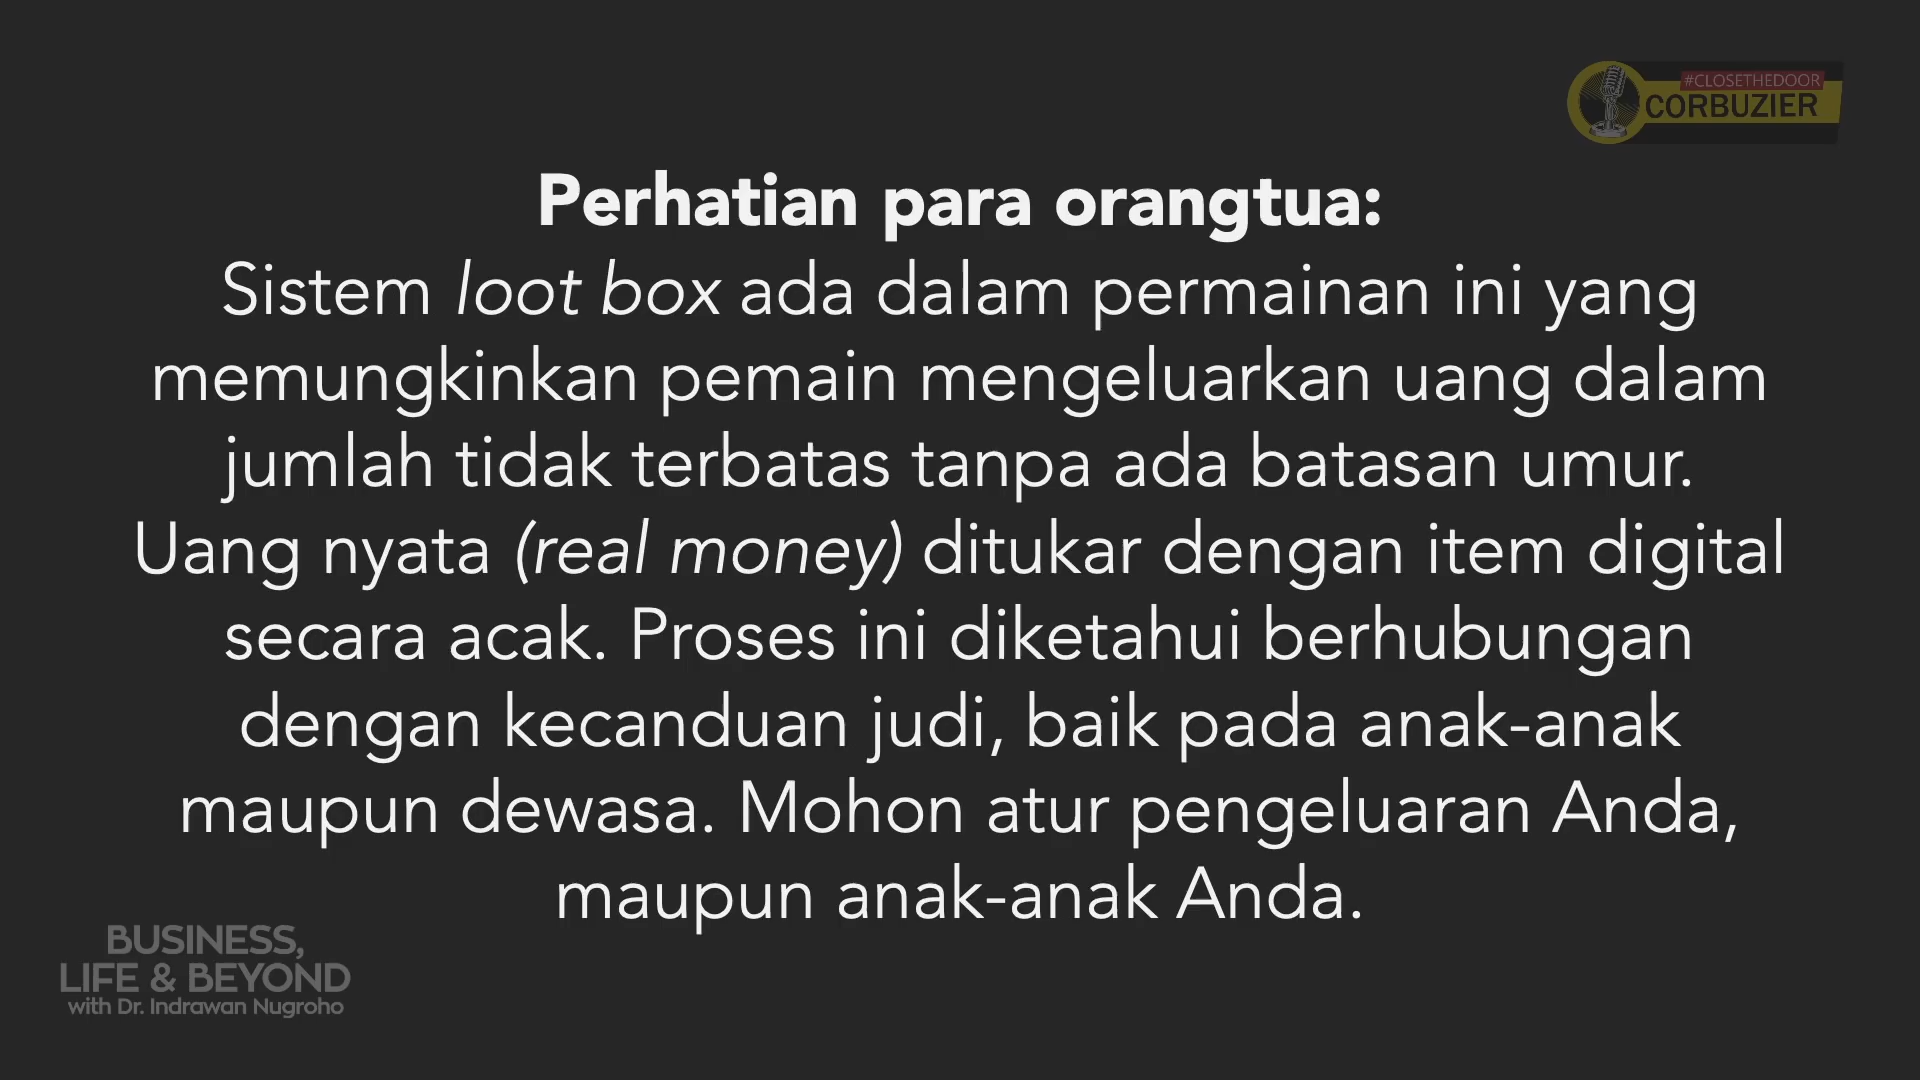 #CLOSETHEDOOR
CORBUZIER
Perhatian para orangtua:
Sistem loot box ada dalam permainan ini yang
memungkinkan pemain mengeluarkan uang dalam
jumlah tidak terbatas tanpa ada batasan umur.
Uang nyata (real money) ditukar dengan item digital
secara acak. Proses ini diketahui berhubungan
dengan kecanduan judi, baik pada anak-anak
maupun dewasa. Mohon atur pengeluaran Anda,
maupun anak-anak Anda.
BUSINESS,
LIFE & BEYOND
with Dr. Indrawan Nugroho